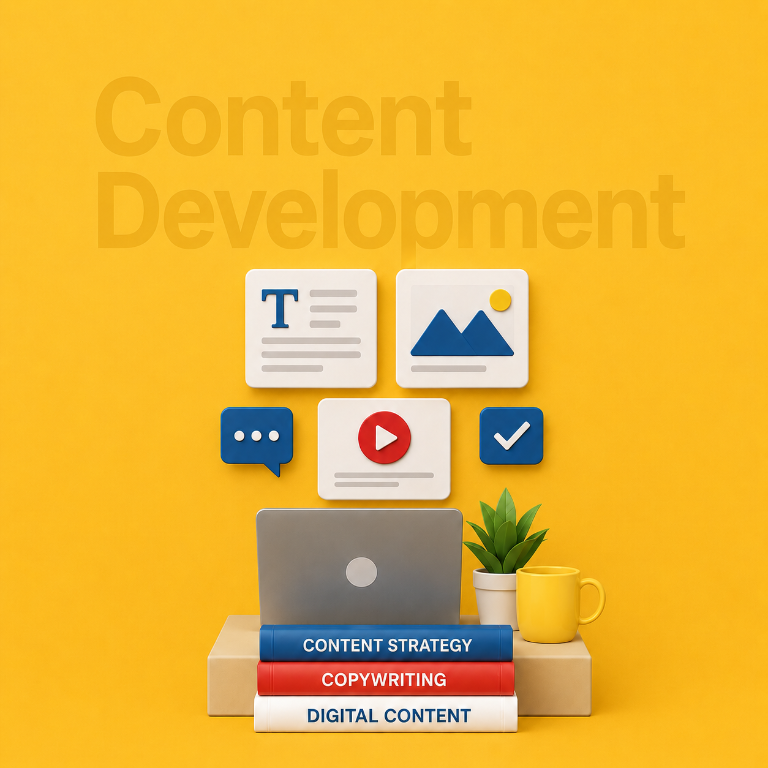 Content
Development
T
CONTENT STRATEGY
COPYWRITING
DIGITAL CONTENT